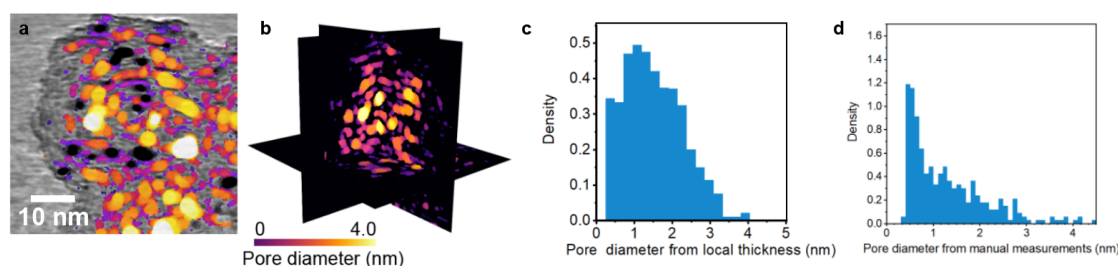 a
10 nm
b
0 4.0
Pore diameter (nm)
c
Density
0.5
0.4
0.3
0.2
0.1
0.0
0 1 2 3 4 5
Pore diameter from local thickness (nm)
d
Density
1.6
1.4
1.2
1.0
0.8
0.6
0.4
0.2
0.0
1 2 3 4
Pore diameter from manual measurements (nm)